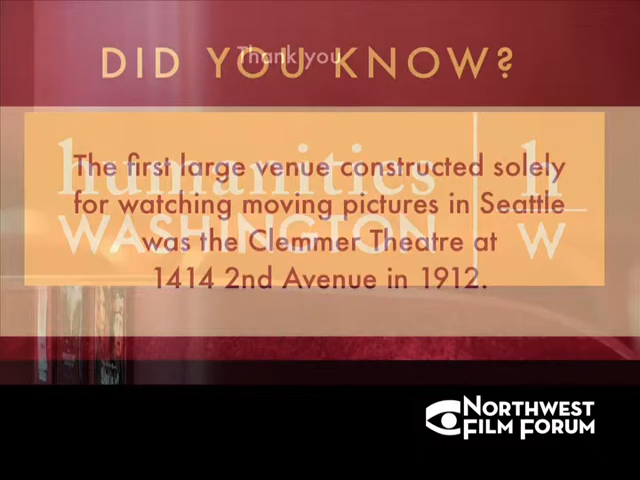 Thank you
DID YOU KNOW?
humanities
WASHINGTON
h
W
The first large venue constructed solely
for watching moving pictures in Seattle
was the Clemmer Theatre at
1414 2nd Avenue in 1912.
NORTHWEST
FILM FORUM